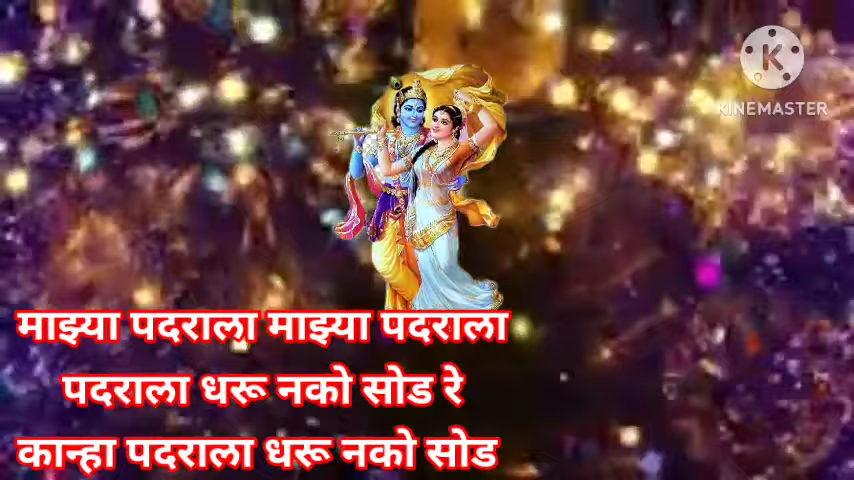 KINEMASTER
माझ्या पदराला माझ्या पदराला
पदराला धरू नको सोड रे
कान्हा पदराला धरू नको सोड